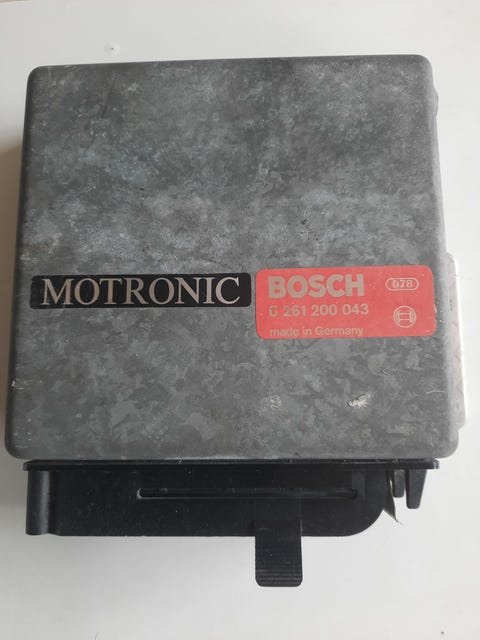 MOTRONIC
BOSCH 678
0 261 200 043
made in Germany